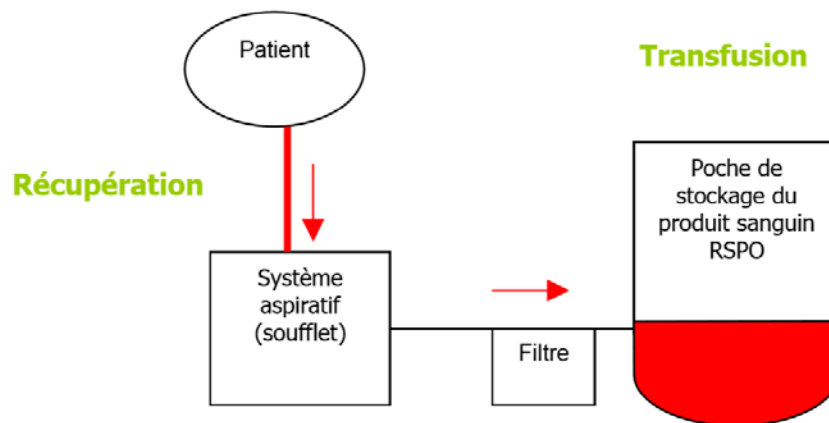 Patient
Transfusion
Récupération
Poche de
stockage du
produit sanguin
RSPO
Système
aspiratif
(soufflet)
Filtre